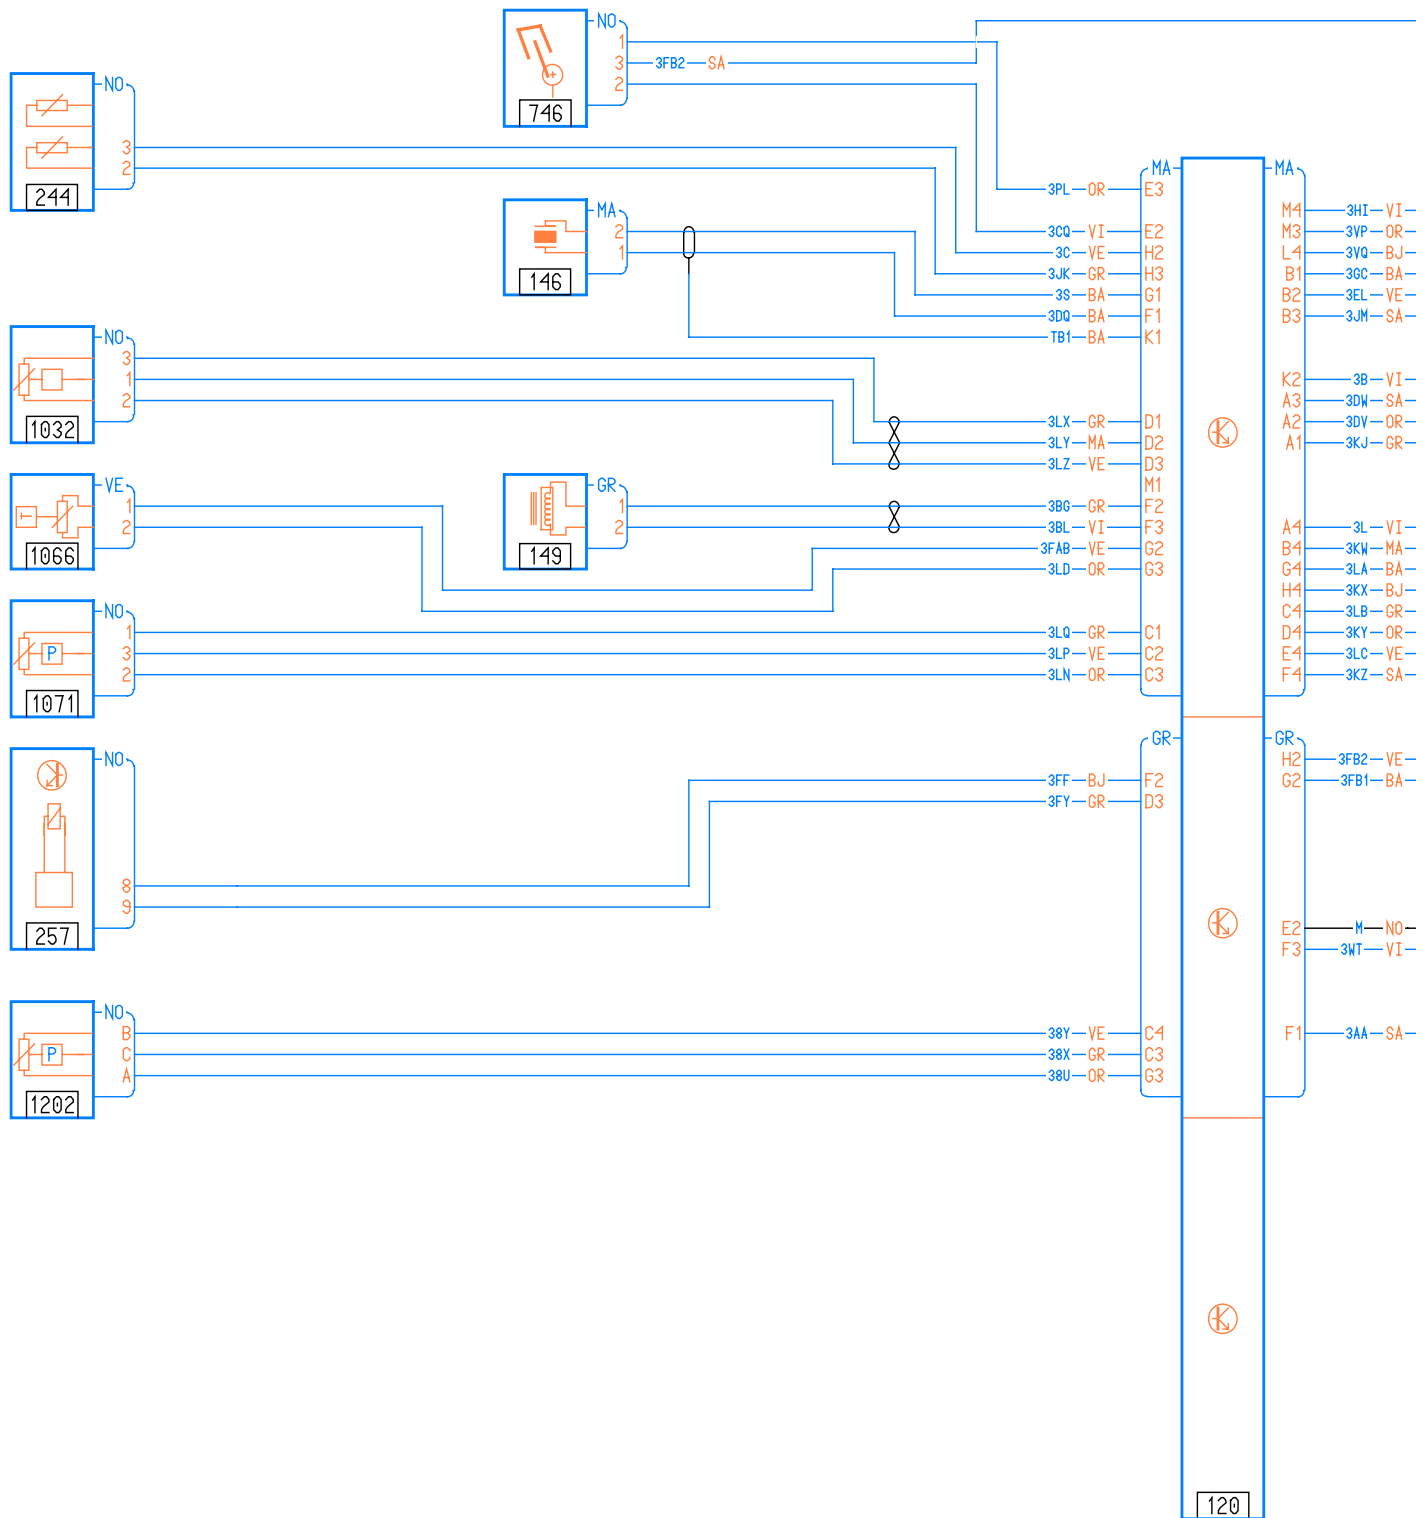 NO
1
3 3FB2 SA
2
746
NO
3
2
244
MA
2
1
146
NO
3
1
2
1032
VE
1
2
1066
GR
1
2
149
NO
1
P 3
2
1071
NO
8
9
257
NO
B
P C
A
1202
MA
3PL OR E3
3CQ VI E2
3C VE H2
3JK GR H3
3S BA G1
3DQ BA F1
TB1 BA K1
3LX GR D1
3LY MA D2
3LZ VE D3
M1
3BG GR F2
3BL VI F3
3FAB VE G2
3LD OR G3
3LQ GR C1
3LP VE C2
3LN OR C3
GR
3FF BJ F2
3FY GR D3
38Y VE C4
38X GR C3
38U OR G3
MA
M4 3HI VI
M3 3VP OR
L4 3VQ BJ
B1 3GC BA
B2 3EL VE
B3 3JM SA
K2 3B VI
A3 3DW SA
A2 3DV OR
A1 3KJ GR
A4 3L VI
B4 3KW MA
G4 3LA BA
H4 3KX BJ
C4 3LB GR
D4 3KY OR
E4 3LC VE
F4 3KZ SA
GR
H2 3FB2 VE
G2 3FB1 BA
E2 M NO
F3 3WT VI
F1 3AA SA
120